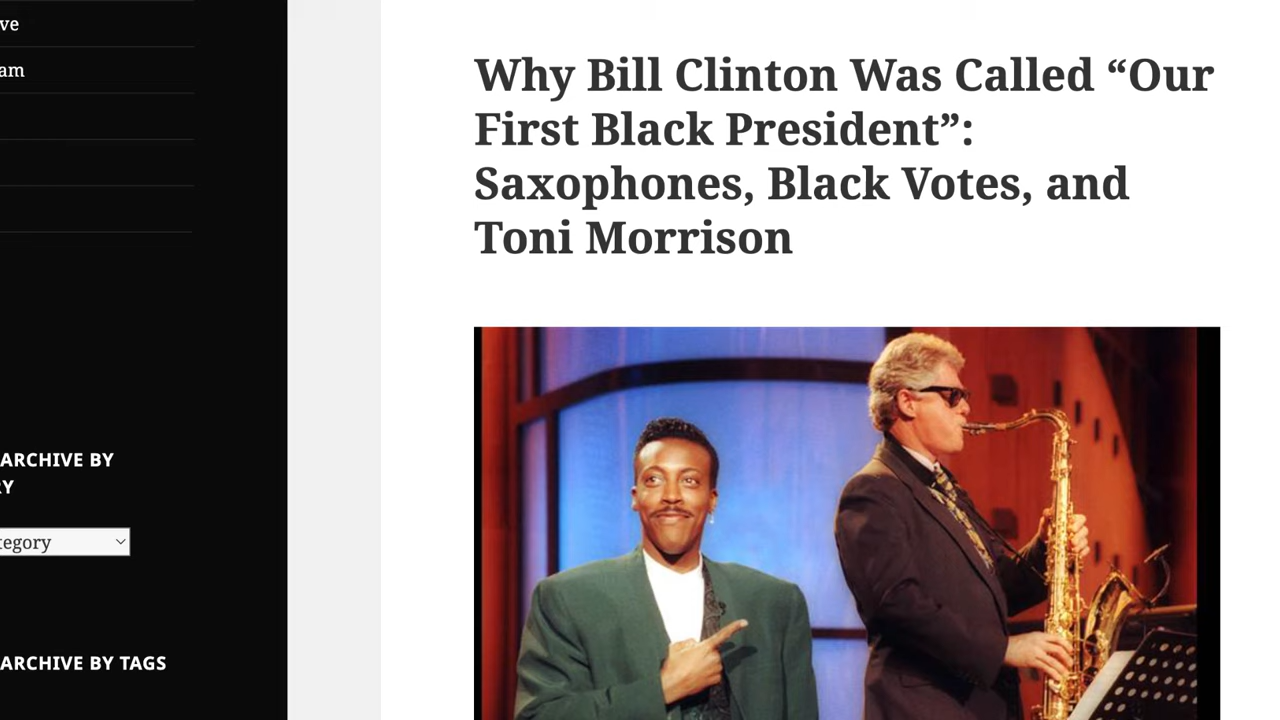 ve
am
ARCHIVE BY
RY
tegory
ARCHIVE BY TAGS
Why Bill Clinton Was Called “Our
First Black President”:
Saxophones, Black Votes, and
Toni Morrison